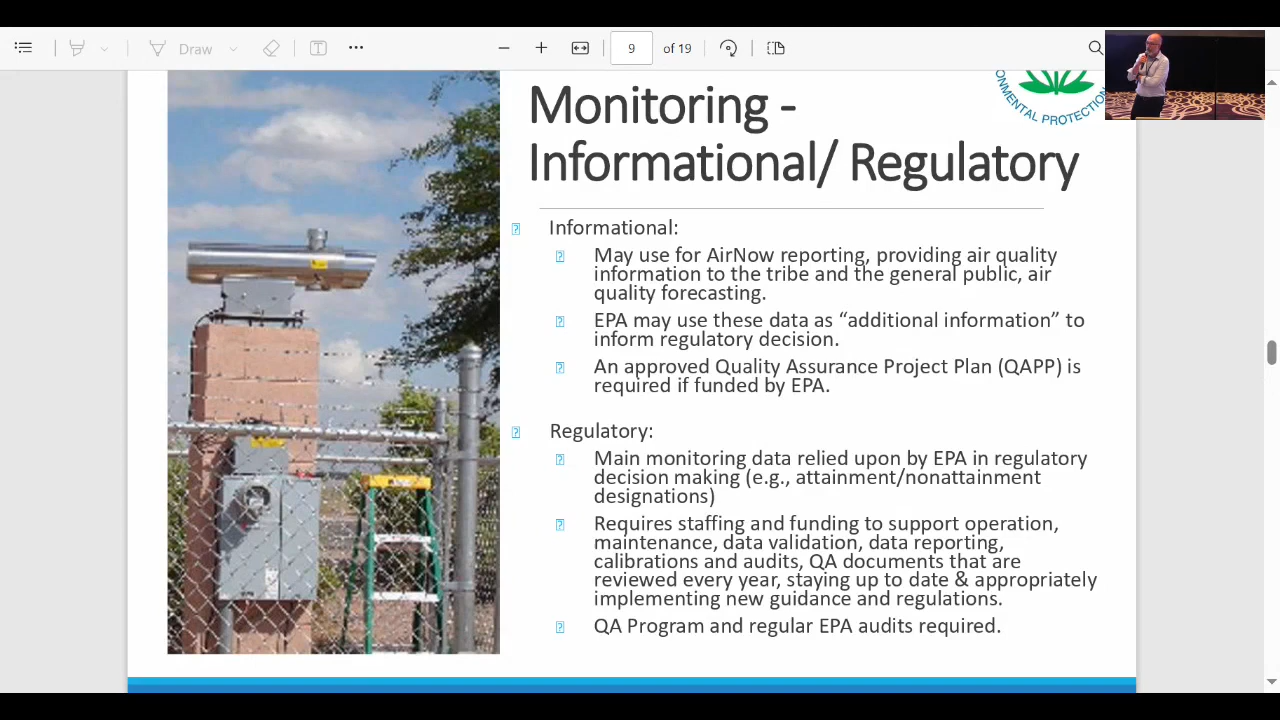 Draw
9
of 19
ONMENTAL PROTECTION
Monitoring -
Informational/ Regulatory
Informational:
May use for AirNow reporting, providing air quality
information to the tribe and the general public, air
quality forecasting.
EPA may use these data as “additional information” to
inform regulatory decision.
An approved Quality Assurance Project Plan (QAPP) is
required if funded by EPA.
Regulatory:
Main monitoring data relied upon by EPA in regulatory
decision making (e.g., attainment/nonattainment
designations)
Requires staffing and funding to support operation,
maintenance, data validation, data reporting,
calibrations and audits, QA documents that are
reviewed every year, staying up to date & appropriately
implementing new guidance and regulations.
QA Program and regular EPA audits required.